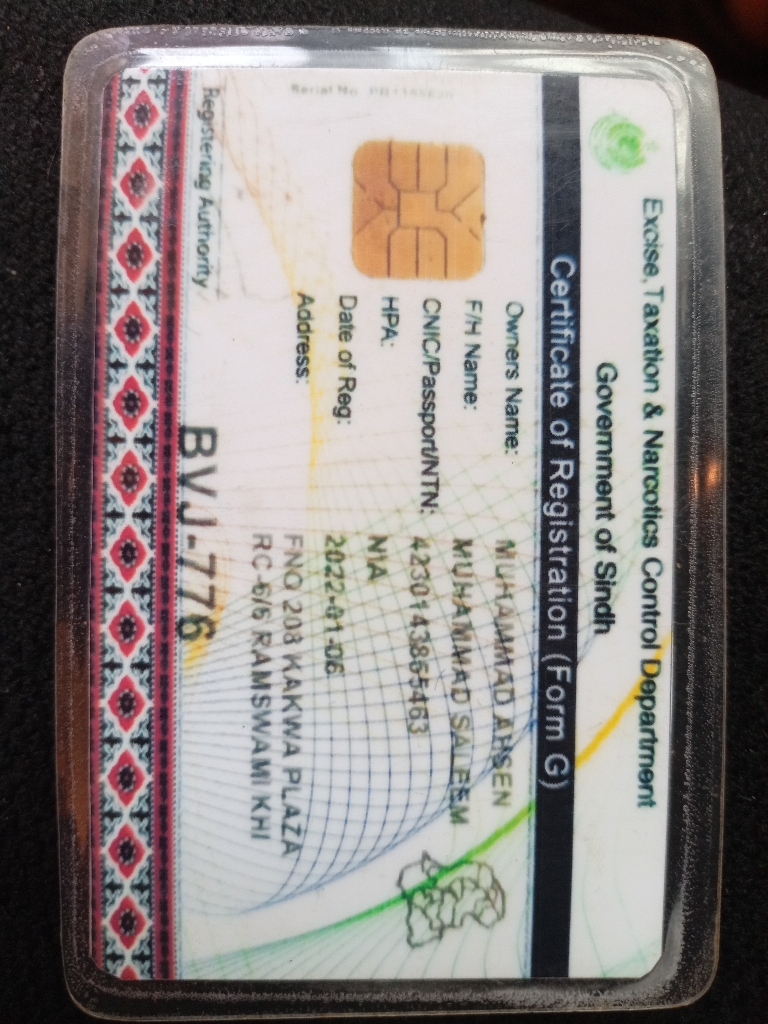 Excise, Taxation & Narcotics Control Department
Government of Sindh
Certificate of Registration (Form G)
Owners Name: MUHAMMAD AHSEN
F/H Name: MUHAMMAD SALEEM
CNIC/Passport/NTN: 4230143865463
HPA: N/A
Date of Reg: 2022-01-06
Address: FNO 208 KAKWA PLAZA
RC-6/6 RAMSWAMI KHI
Serial No.
Registering Authority
BVJ-776